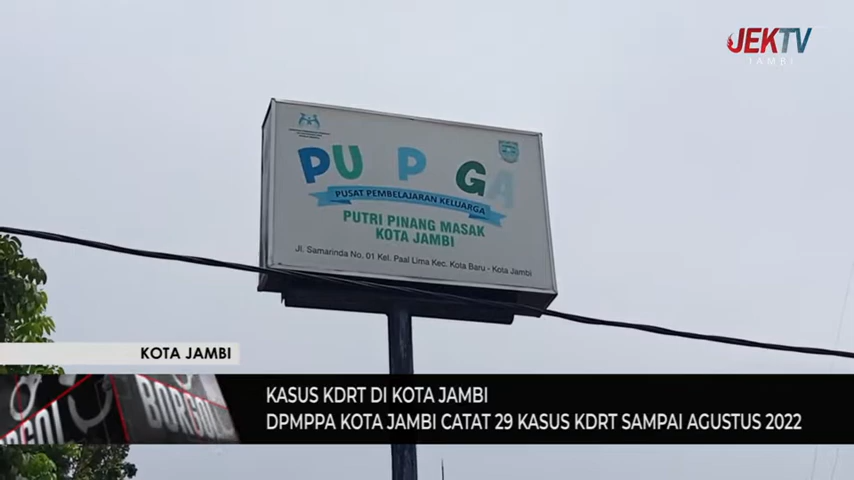 JEKTV
JAMBI
PU P GA
PUSAT PEMBELAJARAN KELUARGA
PUTRI PINANG MASAK
KOTA JAMBI
Jl. Samarinda No. 01 Kel. Paal Lima Kec. Kota Baru - Kota Jambi
KOTA JAMBI
KASUS KDRT DI KOTA JAMBI
DPMPPA KOTA JAMBI CATAT 29 KASUS KDRT SAMPAI AGUSTUS 2022